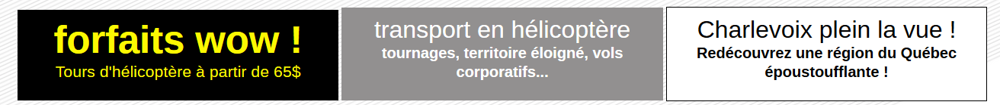 forfaits wow !
Tours d'hélicoptère à partir de 65$
transport en hélicoptère
tournages, territoire éloigné, vols
corporatifs...
Charlevoix plein la vue !
Redécouvrez une région du Québec
époustoufflante !